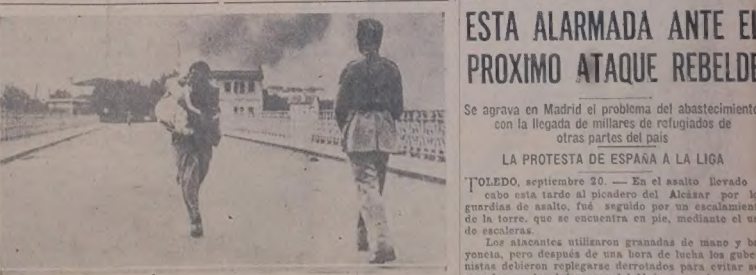 ESTA ALARMADA ANTE EL
PROXIMO ATAQUE REBELDE
Se agrava en Madrid el problema del abastecimiento
con la llegada de millares de refugiados de
otras partes del país
LA PROTESTA DE ESPAÑA A LA LIGA
TOLEDO, septiembre 20. — En el asalto llevado
cabo esta tarde al picadero del Alcázar por
guardias de asalto, fué seguido por un escalamient
de la torre, que se encuentra en pie, mediante el
de escaleras.
Los atacantes utilizaron granadas de mano y
yoneta, pero después de una hora de lucha los
nistas debieron replegarse derrotados para evitar